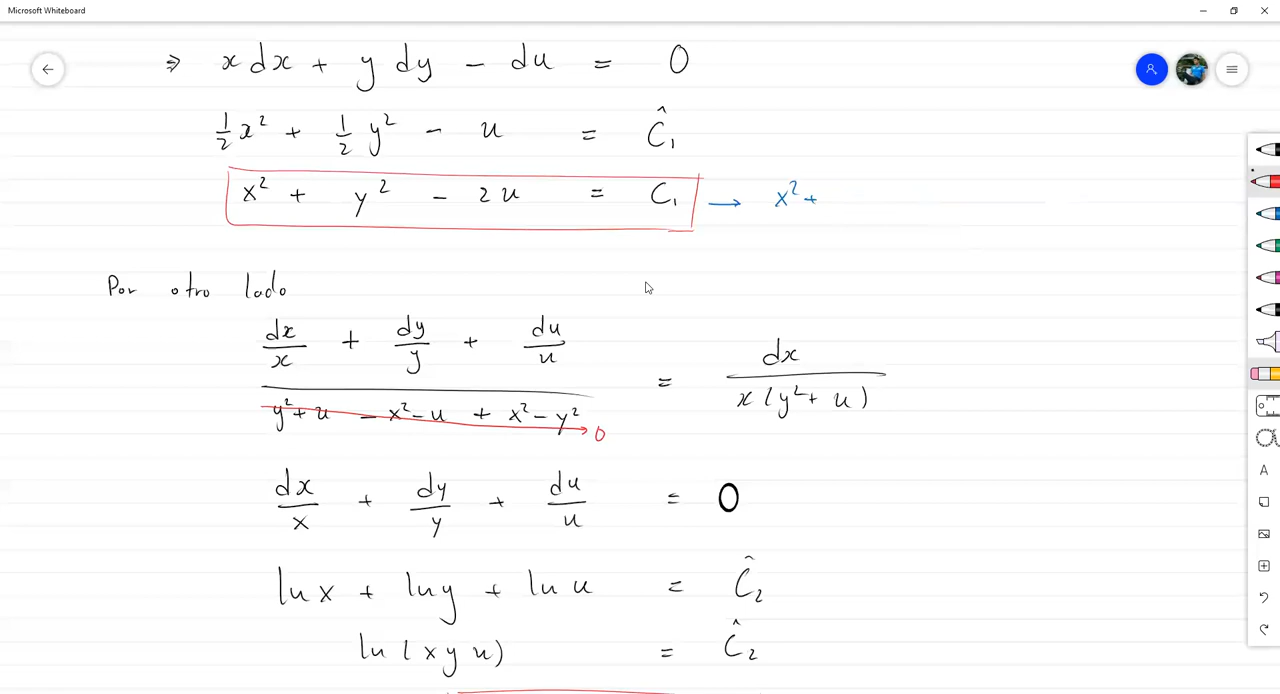 Microsoft Whiteboard
⇒ x dx + y dy - du = 0
1/2 x² + 1/2 y² - u = Ĉ₁
x² + y² - 2u = C₁ → x² +
Por otro lado
dx/x + dy/y + du/u
y² + u - x² - u + x² - y² → 0 = dx / x(y² + u)
dx/x + dy/y + du/u = 0
ln x + ln y + ln u = Ĉ₂
ln (x y u) = Ĉ₂
A